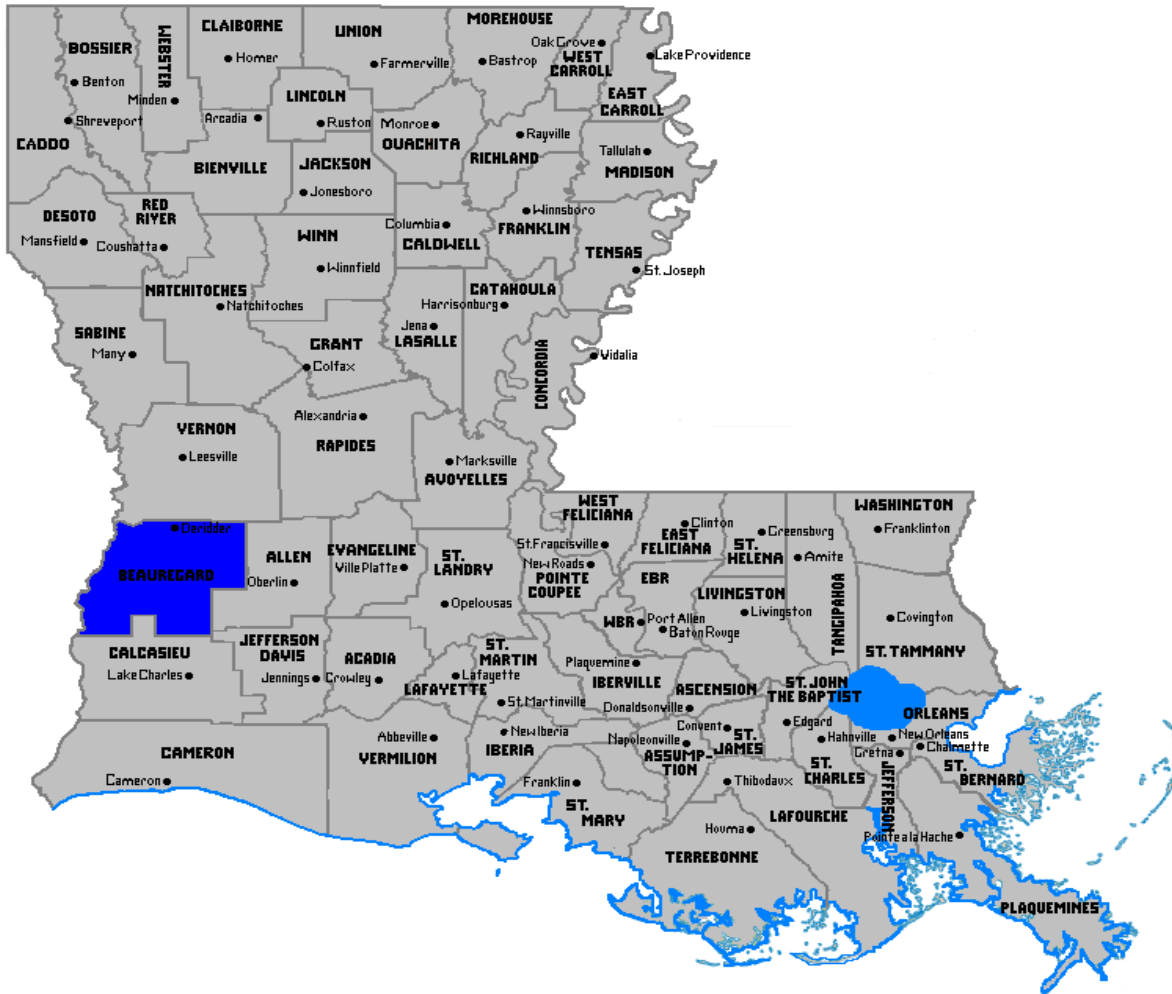 MOREHOUSE
CLAIBORNE
UNION
BOSSIER
WEBSTER
Homer
Farmerville
Bastrop
Oak Grove
WEST
CARROLL
Lake Providence
Benton
Minden
LINCOLN
EAST
CARROLL
Shreveport
Arcadia
Ruston
Monroe
OUACHITA
Rayville
RICHLAND
Tallulah
MADISON
CADDO
BIENVILLE
JACKSON
Jonesboro
DESOTO
RED
RIVER
Mansfield
Coushatta
WINN
Winnfield
Columbia
CALDWELL
Winnsboro
FRANKLIN
TENSAS
St. Joseph
NATCHITOCHES
Natchitoches
CATAHOULA
Harrisonburg
SABINE
Many
GRANT
Colfax
Jena
LASALLE
CONCORDIA
Vidalia
Alexandria
RAPIDES
VERNON
Leesville
Marksville
AVOYELLES
WEST
FELICIANA
St. Francisville
Clinton
EAST
FELICIANA
Greensburg
ST.
HELENA
WASHINGTON
Franklinton
Amite
TANGIPAHOA
Deridder
BEAUREGARD
ALLEN
Oberlin
EVANGELINE
Ville Platte
ST.
LANDRY
Opelousas
New Roads
POINTE
COUPEE
EBR
LIVINGSTON
Livingston
WBR
Port Allen
Baton Rouge
Covington
ST. TAMMANY
CALCASIEU
Lake Charles
JEFFERSON
DAVIS
Jennings
ACADIA
Crowley
LAFAYETTE
Lafayette
ST.
MARTIN
St. Martinville
Plaquemine
IBERVILLE
ASCENSION
Donaldsonville
ST. JOHN
THE BAPTIST
Edgard
ORLEANS
New Orleans
CAMERON
Cameron
Abbeville
VERMILION
New Iberia
IBERIA
Napoleonville
ASSUMP-
TION
Convent
ST.
JAMES
Hahnville
ST.
CHARLES
Gretna
JEFFERSON
Chalmette
ST.
BERNARD
Franklin
ST.
MARY
Thibodaux
LAFOURCHE
Houma
TERREBONNE
Pointe a la Hache
PLAQUEMINES